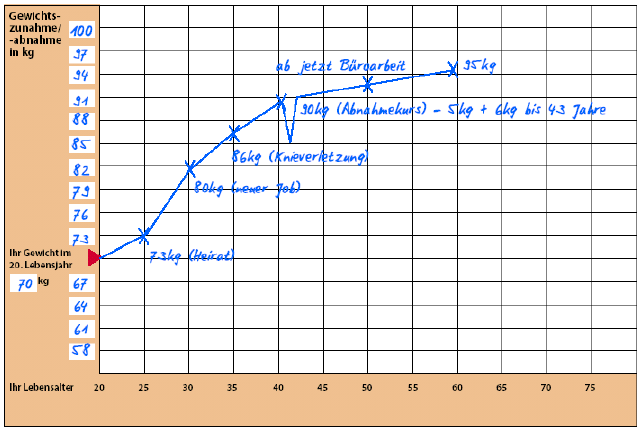 Gewichts-
zunahme/
-abnahme
in kg
100
97
94
91
88
85
82
79
76
73
Ihr Gewicht im
20. Lebensjahr
70 kg
67
64
61
58
ab jetzt Büroarbeit
95kg
90kg (Abnahmekurs) - 5kg + 6kg bis 43 Jahre
86kg (Knieverletzung)
80kg (neuer Job)
73kg (Heirat)
Ihr Lebensalter 20 25 30 35 40 45 50 55 60 65 70 75